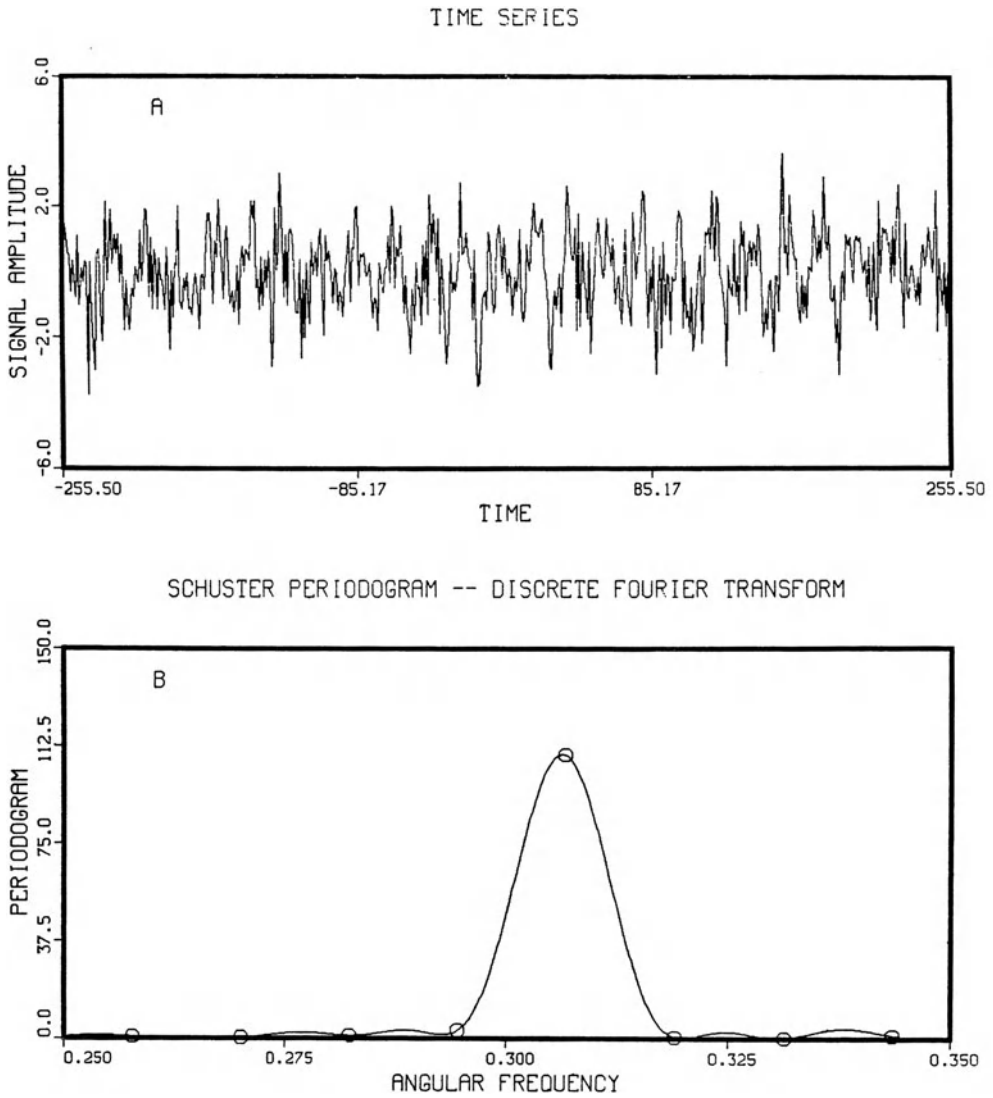 TIME SERIES
A
6.0
2.0
-2.0
-6.0
SIGNAL AMPLITUDE
-255.50 -85.17 85.17 255.50
TIME
SCHUSTER PERIODOGRAM -- DISCRETE FOURIER TRANSFORM
B
150.0
112.5
75.0
37.5
0.0
PERIODOGRAM
0.250 0.275 0.300 0.325 0.350
ANGULAR FREQUENCY